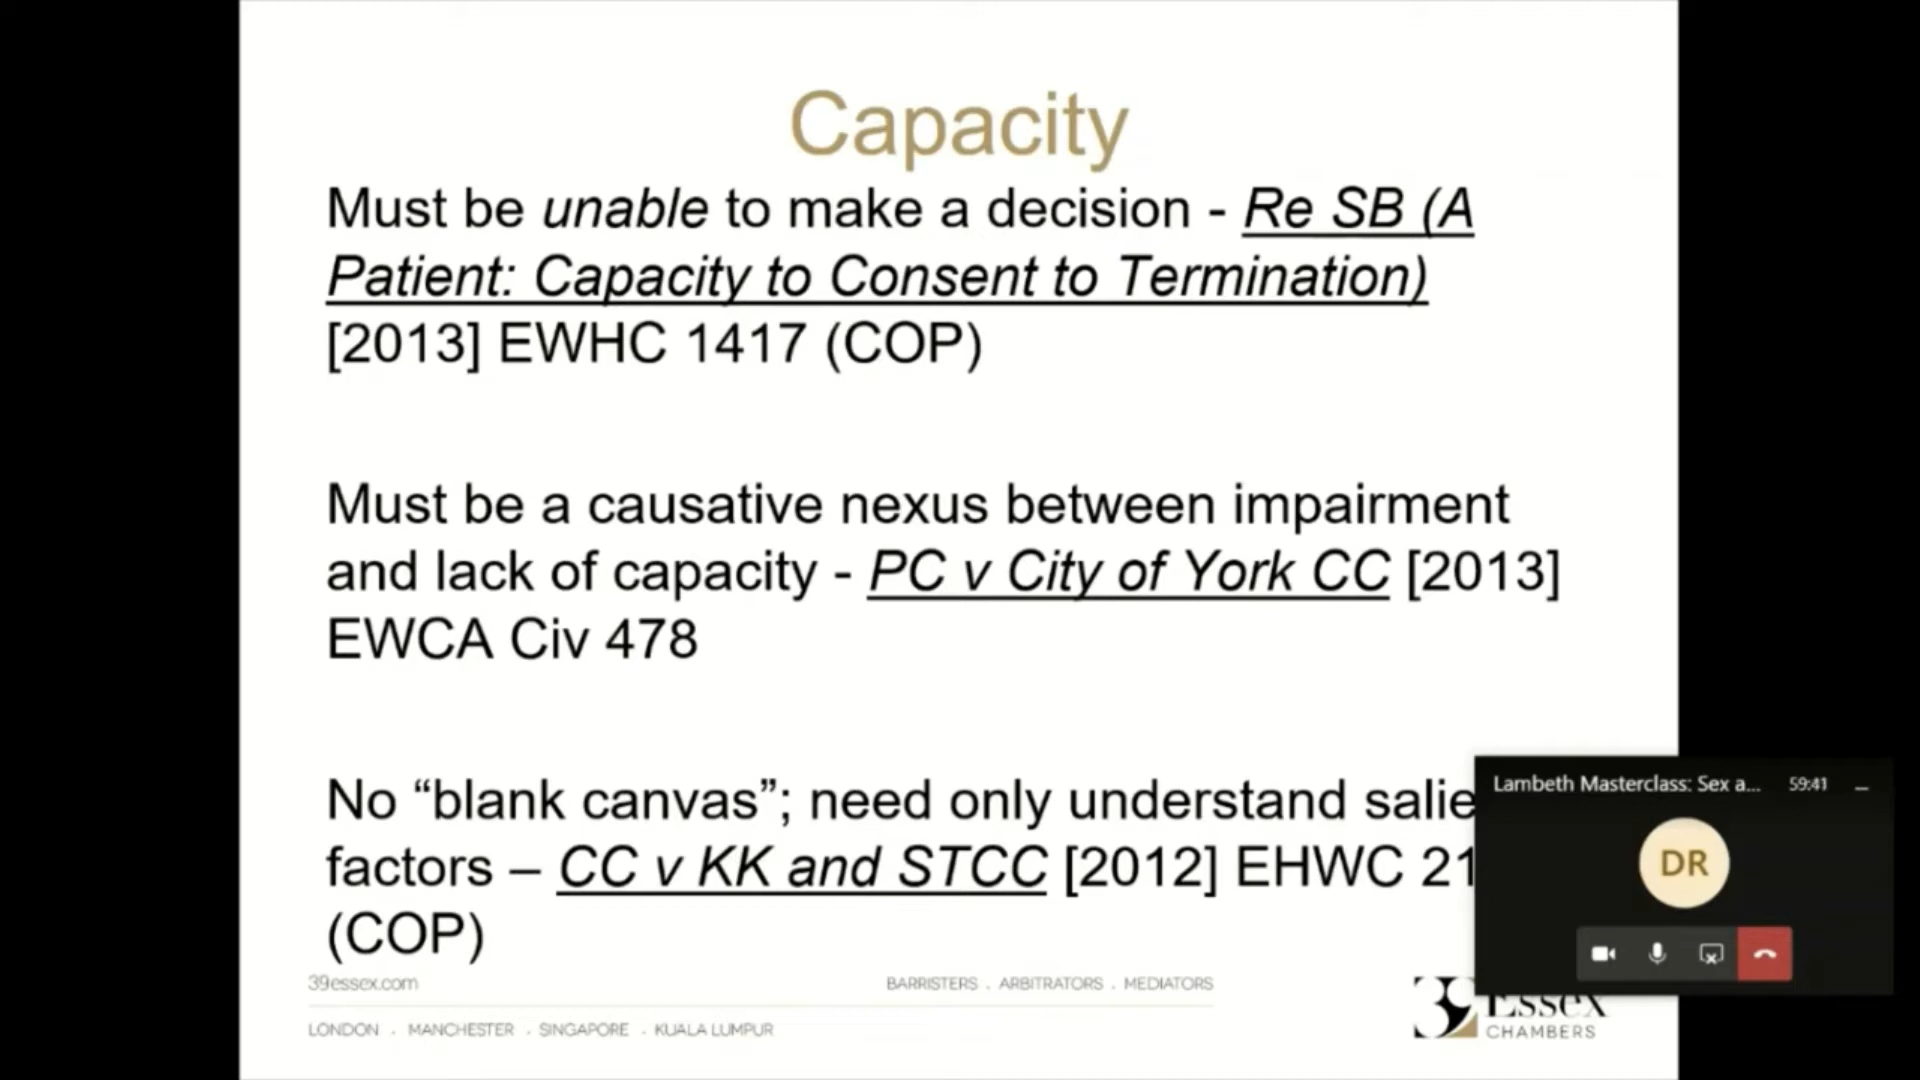 Capacity
Must be unable to make a decision - Re SB (A
Patient: Capacity to Consent to Termination)
[2013] EWHC 1417 (COP)
Must be a causative nexus between impairment
and lack of capacity - PC v City of York CC [2013]
EWCA Civ 478
No “blank canvas”; need only understand salie
factors – CC v KK and STCC [2012] EHWC 21
(COP)
Lambeth Masterclass: Sex a... 59:41
DR
39essex.com
BARRISTERS . ARBITRATORS . MEDIATORS
LONDON . MANCHESTER . SINGAPORE . KUALA LUMPUR
39 Essex
CHAMBERS